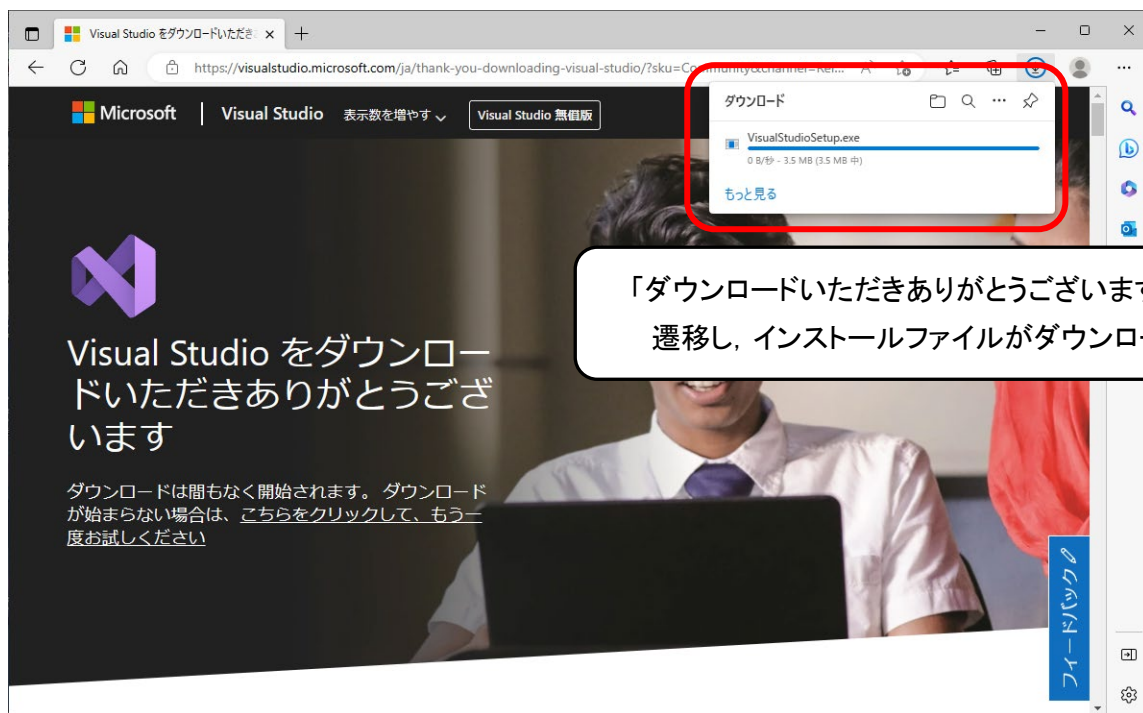 Visual Studio をダウンロードいただき
https://visualstudio.microsoft.com/ja/thank-you-downloading-visual-studio/?sku=Community&channel=Rel...
Microsoft Visual Studio 表示数を増やす Visual Studio 無償版
ダウンロード
VisualStudioSetup.exe
0 B/秒 - 3.5 MB (3.5 MB 中)
もっと見る
「ダウンロードいただきありがとうございます
遷移し，インストールファイルがダウンロー
Visual Studio をダウンロー
ドいただきありがとうござ
います
ダウンロードは間もなく開始されます。 ダウンロード
が始まらない場合は、こちらをクリックして、もう一
度お試しください
フィードバック